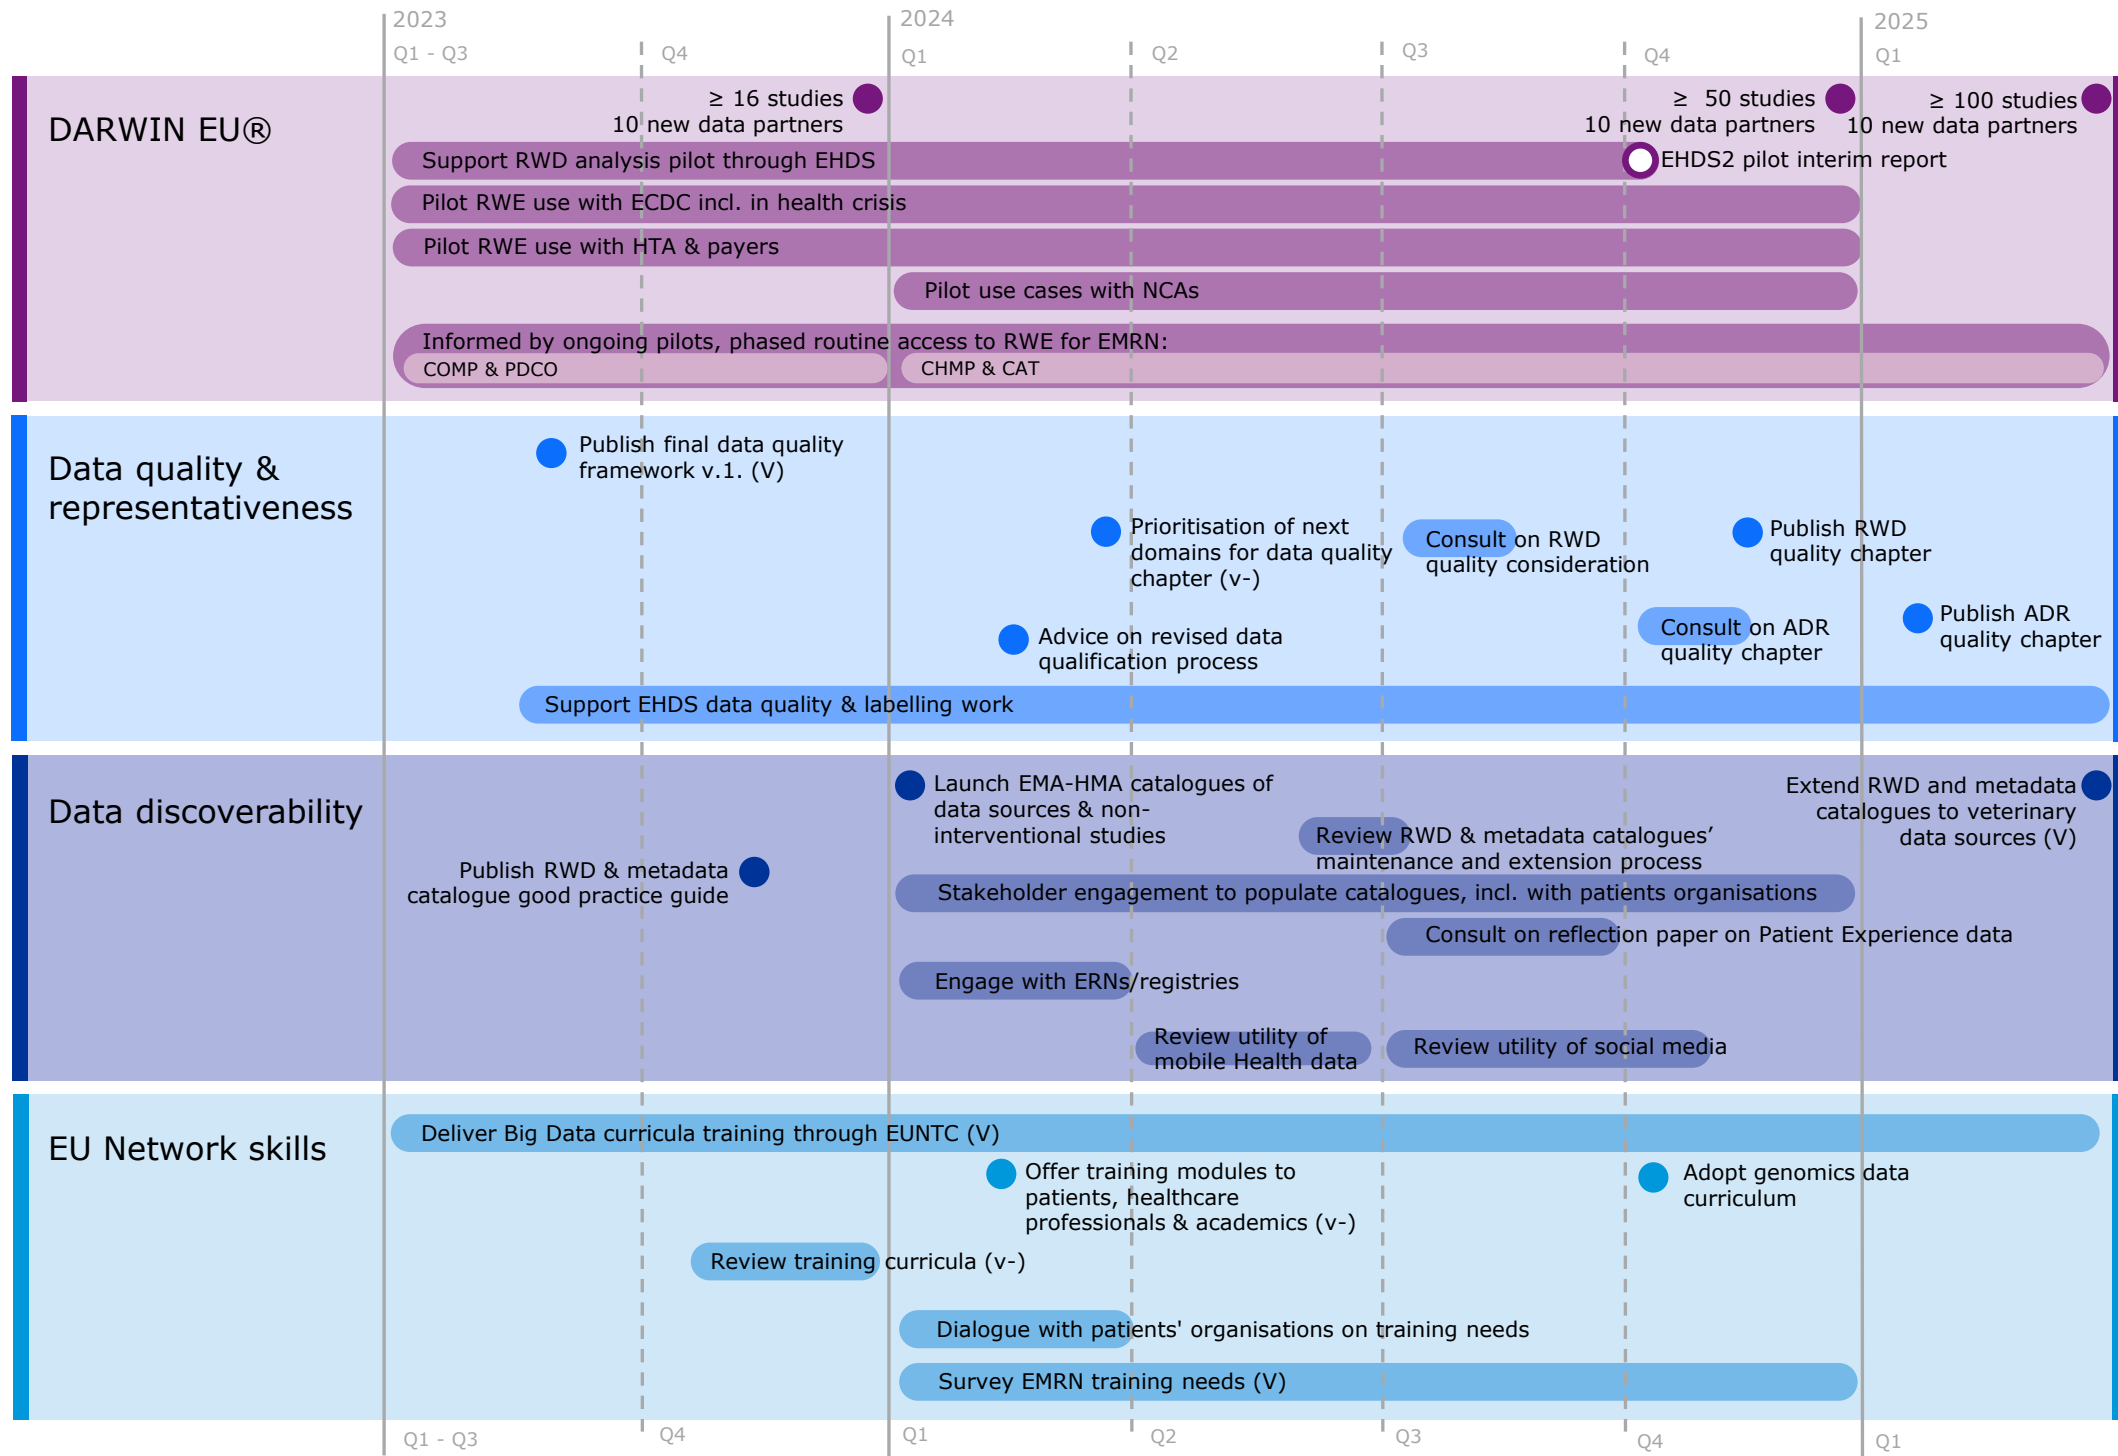 2023
2024
2025
Q1 - Q3
Q4
Q1
Q2
Q3
Q4
Q1
DARWIN EU®
≥ 16 studies
10 new data partners
≥  50 studies
10 new data partners
≥ 100 studies
10 new data partners
Support RWD analysis pilot through EHDS
EHDS2 pilot interim report
Pilot RWE use with ECDC incl. in health crisis
Pilot RWE use with HTA & payers
Pilot use cases with NCAs
Informed by ongoing pilots, phased routine access to RWE for EMRN:
COMP & PDCO
CHMP & CAT
Data quality &
representativeness
Publish final data quality
framework v.1. (V)
Prioritisation of next
domains for data quality
chapter (v-)
Consult on RWD
quality consideration
Publish RWD
quality chapter
Advice on revised data
qualification process
Consult on ADR
quality chapter
Publish ADR
quality chapter
Support EHDS data quality & labelling work
Data discoverability
Launch EMA-HMA catalogues of
data sources & non-
interventional studies
Extend RWD and metadata
catalogues to veterinary
data sources (V)
Review RWD & metadata catalogues’
maintenance and extension process
Publish RWD & metadata
catalogue good practice guide
Stakeholder engagement to populate catalogues, incl. with patients organisations
Consult on reflection paper on Patient Experience data
Engage with ERNs/registries
Review utility of
mobile Health data
Review utility of social media
EU Network skills
Deliver Big Data curricula training through EUNTC (V)
Offer training modules to
patients, healthcare
professionals & academics (v-)
Adopt genomics data
curriculum
Review training curricula (v-)
Dialogue with patients' organisations on training needs
Survey EMRN training needs (V)
Q1 - Q3
Q4
Q1
Q2
Q3
Q4
Q1